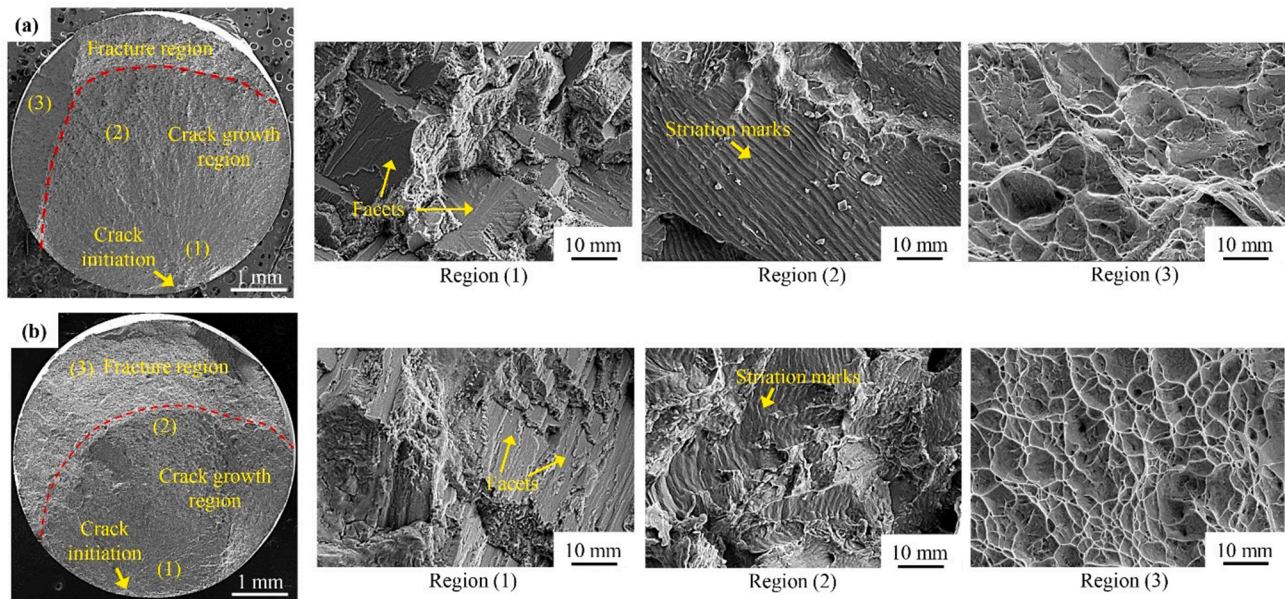 (a)
Fracture region
(3)
(2)
Crack growth
region
Crack
initiation
(1)
1 mm
Facets
10 mm
Region (1)
Striation marks
10 mm
Region (2)
10 mm
Region (3)
(b)
(3)
Fracture region
(2)
Crack growth
region
Crack
initiation
(1)
1 mm
Facets
10 mm
Region (1)
Striation marks
10 mm
Region (2)
10 mm
Region (3)